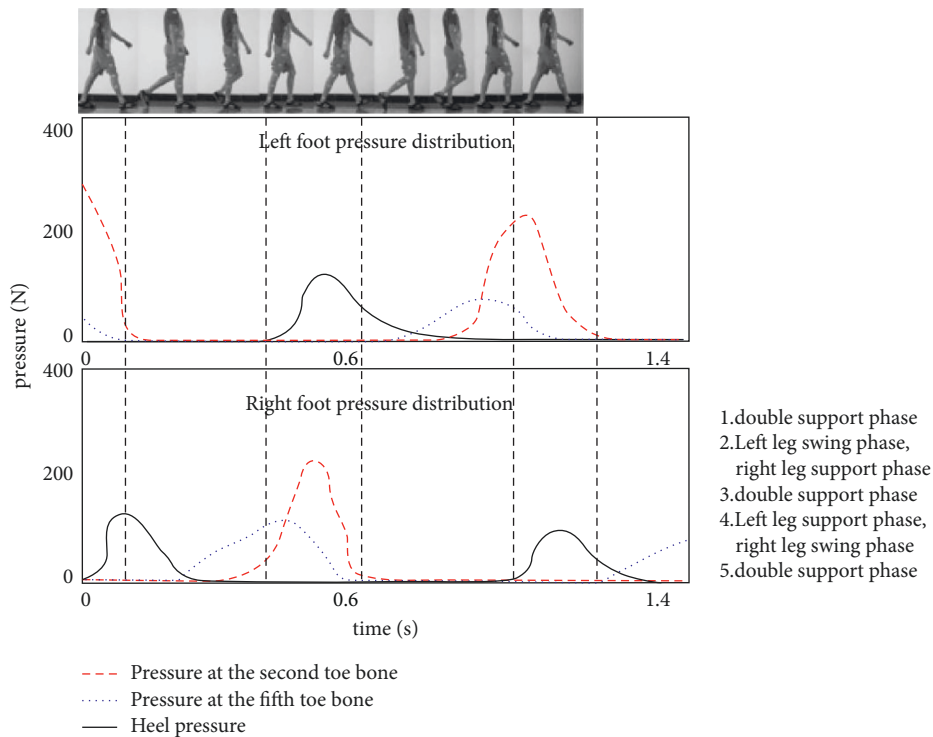 400
Left foot pressure distribution
200
0
0 0.6 1.4
pressure (N)
400
Right foot pressure distribution
200
0
0 0.6 1.4
time (s)
1.double support phase
2.Left leg swing phase,
right leg support phase
3.double support phase
4.Left leg support phase,
right leg swing phase
5.double support phase
Pressure at the second toe bone
Pressure at the fifth toe bone
Heel pressure